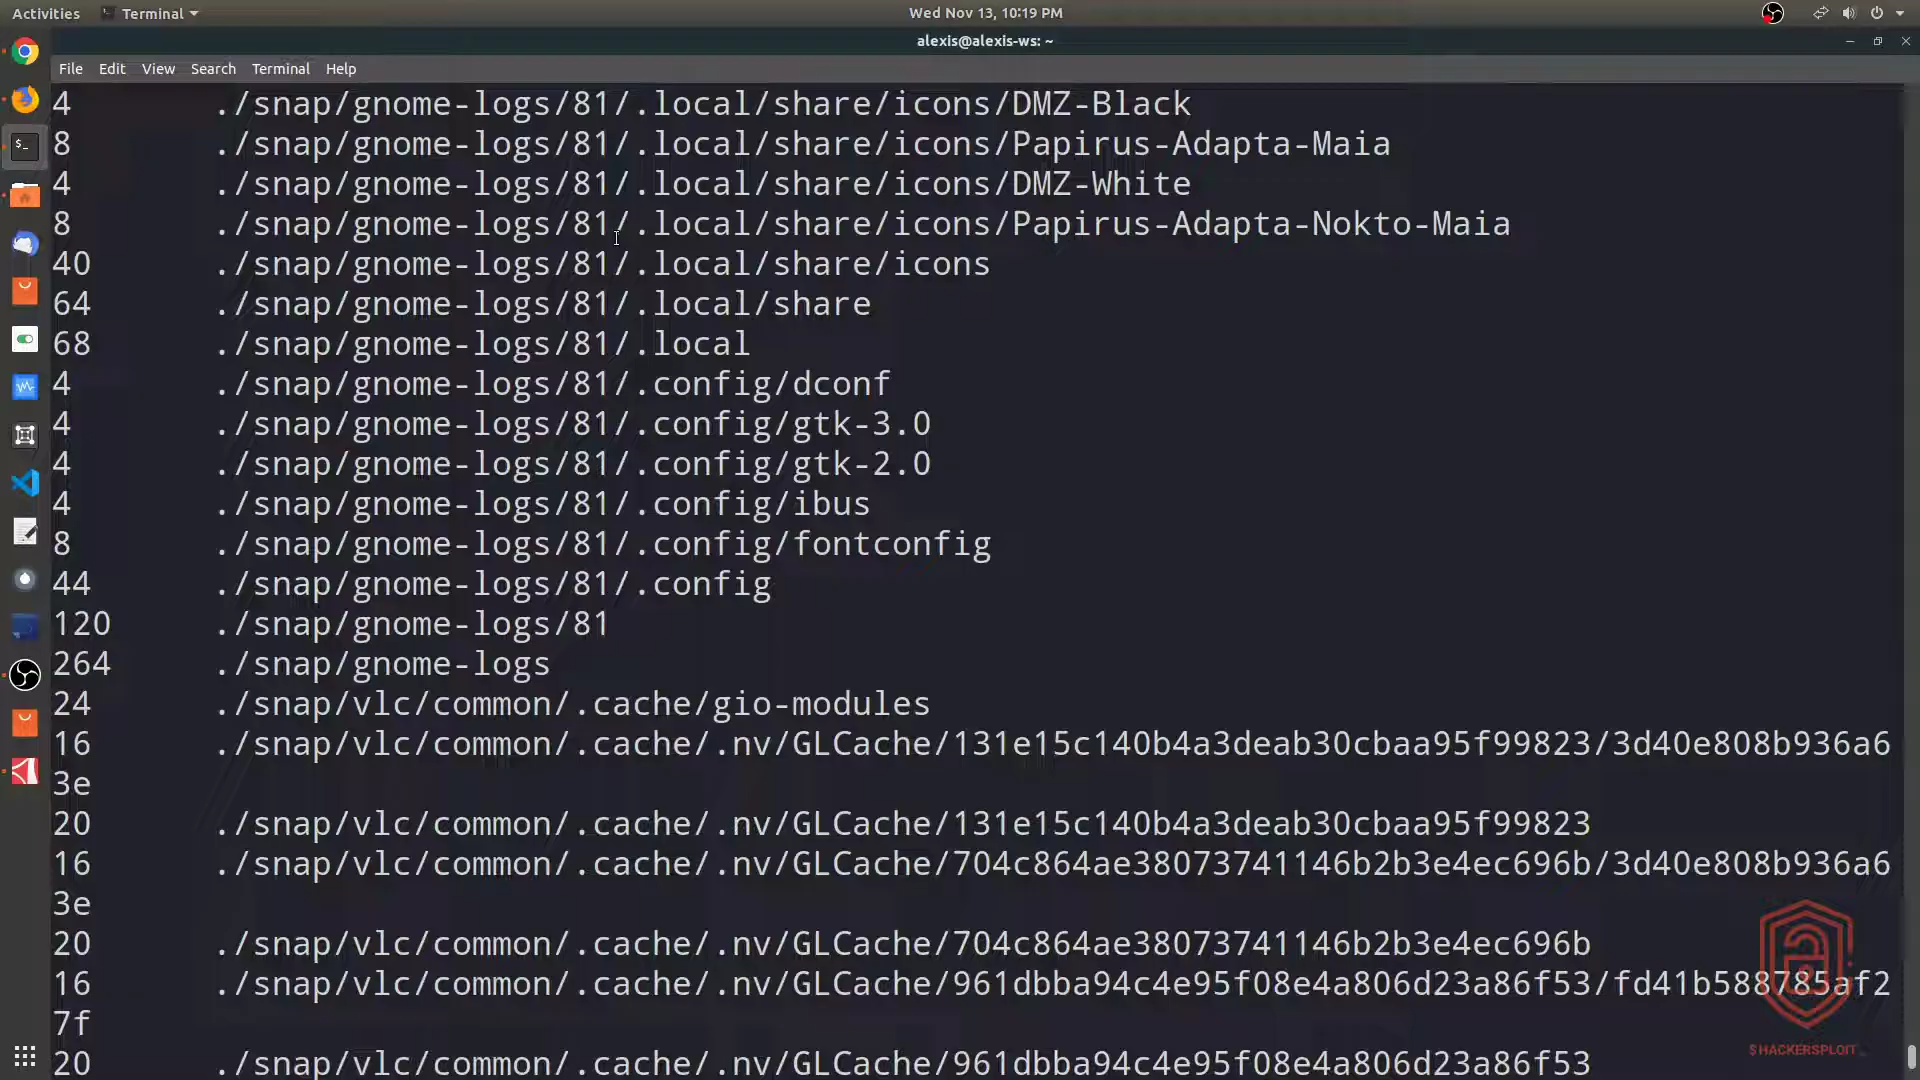 Activities Terminal Wed Nov 13, 10:19 PM
alexis@alexis-ws: ~
File Edit View Search Terminal Help
4 ./snap/gnome-logs/81/.local/share/icons/DMZ-Black
8 ./snap/gnome-logs/81/.local/share/icons/Papirus-Adapta-Maia
4 ./snap/gnome-logs/81/.local/share/icons/DMZ-White
8 ./snap/gnome-logs/81/.local/share/icons/Papirus-Adapta-Nokto-Maia
40 ./snap/gnome-logs/81/.local/share/icons
64 ./snap/gnome-logs/81/.local/share
68 ./snap/gnome-logs/81/.local
4 ./snap/gnome-logs/81/.config/dconf
4 ./snap/gnome-logs/81/.config/gtk-3.0
4 ./snap/gnome-logs/81/.config/gtk-2.0
4 ./snap/gnome-logs/81/.config/ibus
8 ./snap/gnome-logs/81/.config/fontconfig
44 ./snap/gnome-logs/81/.config
120 ./snap/gnome-logs/81
264 ./snap/gnome-logs
24 ./snap/vlc/common/.cache/gio-modules
16 ./snap/vlc/common/.cache/.nv/GLCache/131e15c140b4a3deab30cbaa95f99823/3d40e808b936a6
3e
20 ./snap/vlc/common/.cache/.nv/GLCache/131e15c140b4a3deab30cbaa95f99823
16 ./snap/vlc/common/.cache/.nv/GLCache/704c864ae38073741146b2b3e4ec696b/3d40e808b936a6
3e
20 ./snap/vlc/common/.cache/.nv/GLCache/704c864ae38073741146b2b3e4ec696b
16 ./snap/vlc/common/.cache/.nv/GLCache/961dbba94c4e95f08e4a806d23a86f53/fd41b588785af2
7f
20 ./snap/vlc/common/.cache/.nv/GLCache/961dbba94c4e95f08e4a806d23a86f53
$HACKERSPLOIT